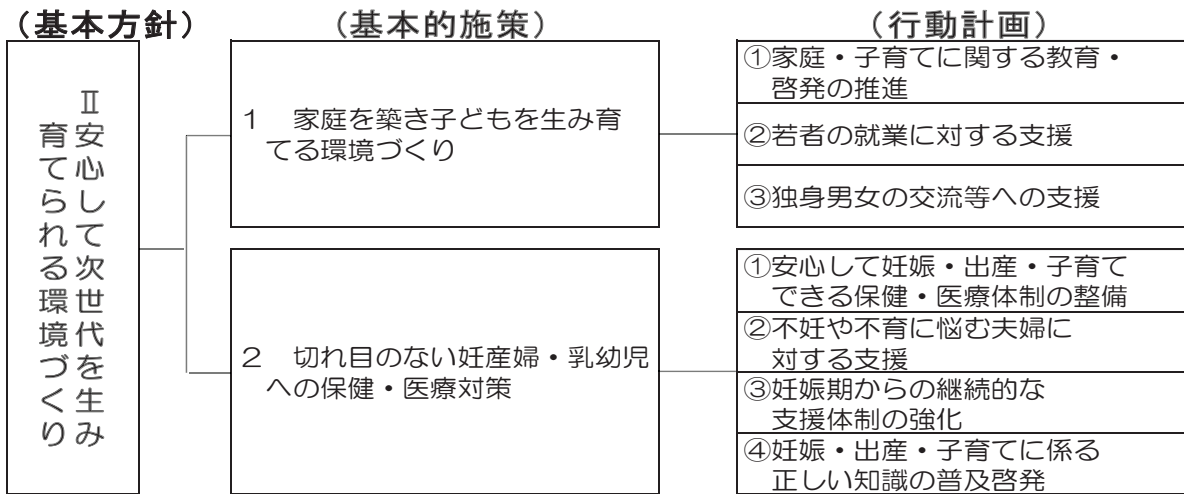 （基本方針）
（基本的施策）
（行動計画）
Ⅱ安心して次世代を生み
育てられる環境づくり
１　家庭を築き子どもを生み育
てる環境づくり
①家庭・子育てに関する教育・
啓発の推進
②若者の就業に対する支援
③独身男女の交流等への支援
２　切れ目のない妊産婦・乳幼児
への保健・医療対策
①安心して妊娠・出産・子育て
できる保健・医療体制の整備
②不妊や不育に悩む夫婦に
対する支援
③妊娠期からの継続的な
支援体制の強化
④妊娠・出産・子育てに係る
正しい知識の普及啓発